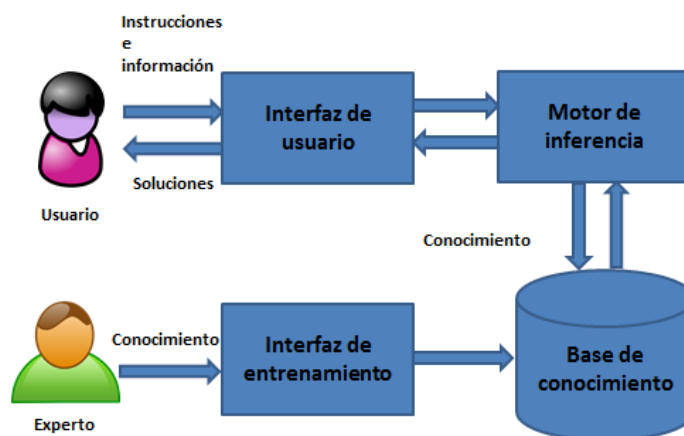 Instrucciones
e
información
Interfaz de
usuario
Motor de
inferencia
Soluciones
Usuario
Conocimiento
Conocimiento
Interfaz de
entrenamiento
Base de
conocimiento
Experto